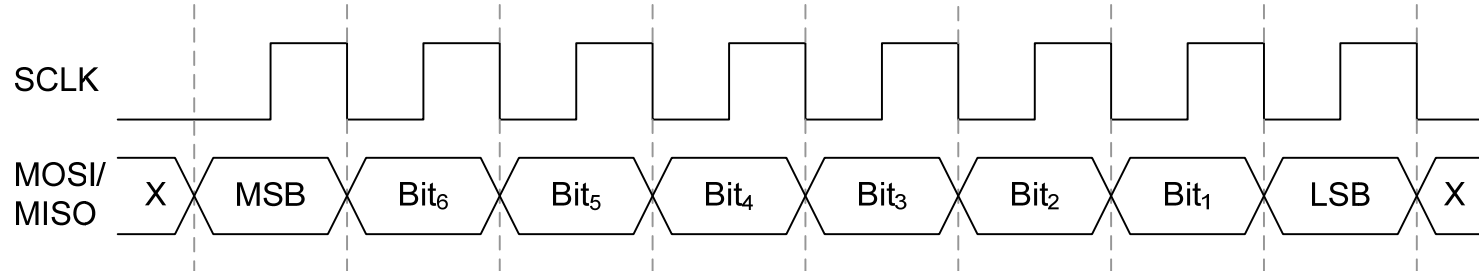 SCLK
MOSI/
MISO
X MSB Bit₆ Bit₅ Bit₄ Bit₃ Bit₂ Bit₁ LSB X